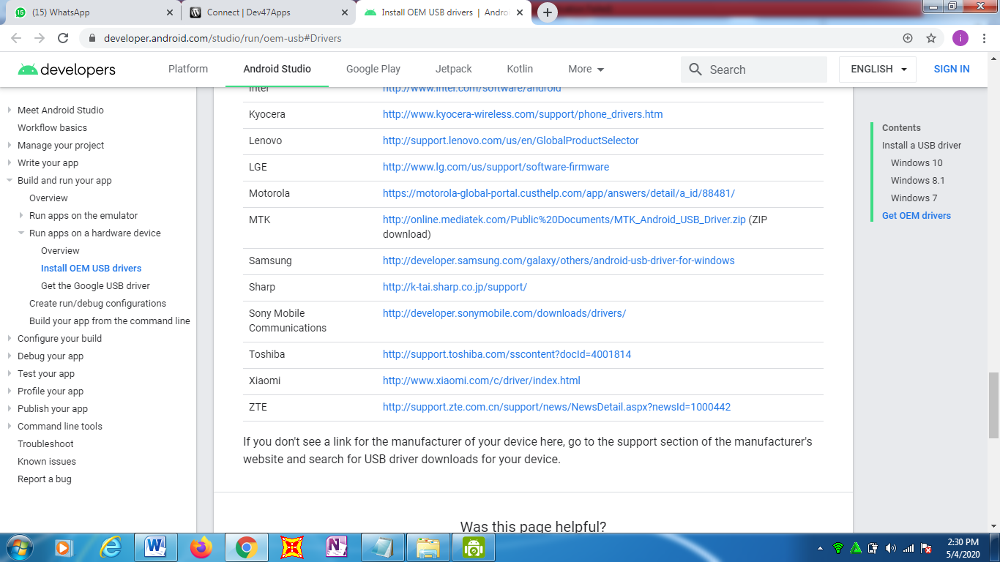 (15) WhatsApp
Connect | Dev47Apps
Install OEM USB drivers | Andro
developer.android.com/studio/run/oem-usb#Drivers
i
developers
Platform
Android Studio
Google Play
Jetpack
Kotlin
More
Search
ENGLISH
SIGN IN
Meet Android Studio
Workflow basics
Manage your project
Write your app
Build and run your app
Overview
Run apps on the emulator
Run apps on a hardware device
Overview
Install OEM USB drivers
Get the Google USB driver
Create run/debug configurations
Build your app from the command line
Configure your build
Debug your app
Test your app
Profile your app
Publish your app
Command line tools
Troubleshoot
Known issues
Report a bug
Intel http://www.intel.com/software/android
Kyocera http://www.kyocera-wireless.com/support/phone_drivers.htm
Lenovo http://support.lenovo.com/us/en/GlobalProductSelector
LGE http://www.lg.com/us/support/software-firmware
Motorola https://motorola-global-portal.custhelp.com/app/answers/detail/a_id/88481/
MTK http://online.mediatek.com/Public%20Documents/MTK_Android_USB_Driver.zip (ZIP
download)
Samsung http://developer.samsung.com/galaxy/others/android-usb-driver-for-windows
Sharp http://k-tai.sharp.co.jp/support/
Sony Mobile http://developer.sonymobile.com/downloads/drivers/
Communications
Toshiba http://support.toshiba.com/sscontent?docId=4001814
Xiaomi http://www.xiaomi.com/c/driver/index.html
ZTE http://support.zte.com.cn/support/news/NewsDetail.aspx?newsId=1000442
If you don't see a link for the manufacturer of your device here, go to the support section of the manufacturer's
website and search for USB driver downloads for your device.
Was this page helpful?
Contents
Install a USB driver
Windows 10
Windows 8.1
Windows 7
Get OEM drivers
2:30 PM
5/4/2020